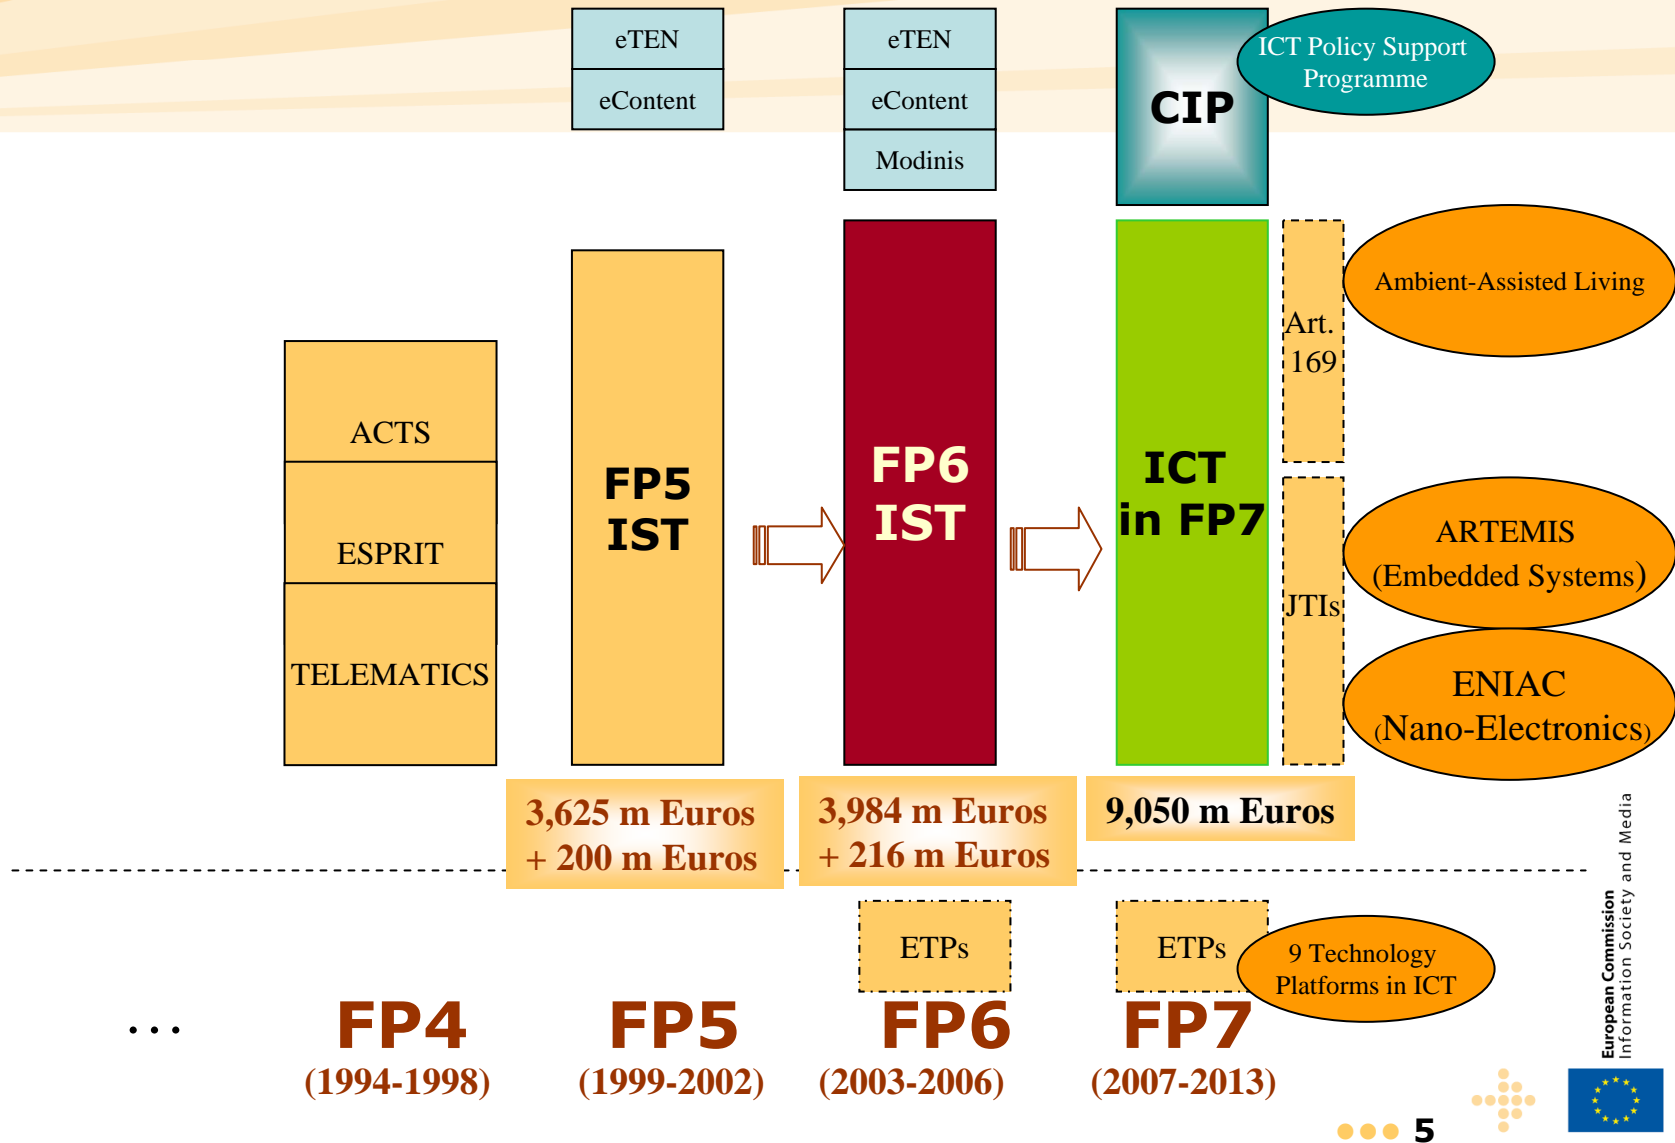 eTEN
eContent
eTEN
eContent
Modinis
CIP
ICT Policy Support
Programme
ACTS
ESPRIT
TELEMATICS
FP5
IST
FP6
IST
ICT
in FP7
Art.
169
JTIs
Ambient-Assisted Living
ARTEMIS
(Embedded Systems)
ENIAC
(Nano-Electronics)
3,625 m Euros
+ 200 m Euros
3,984 m Euros
+ 216 m Euros
9,050 m Euros
ETPs
ETPs
9 Technology
Platforms in ICT
...
FP4
(1994-1998)
FP5
(1999-2002)
FP6
(2003-2006)
FP7
(2007-2013)
European Commission
Information Society and Media
5